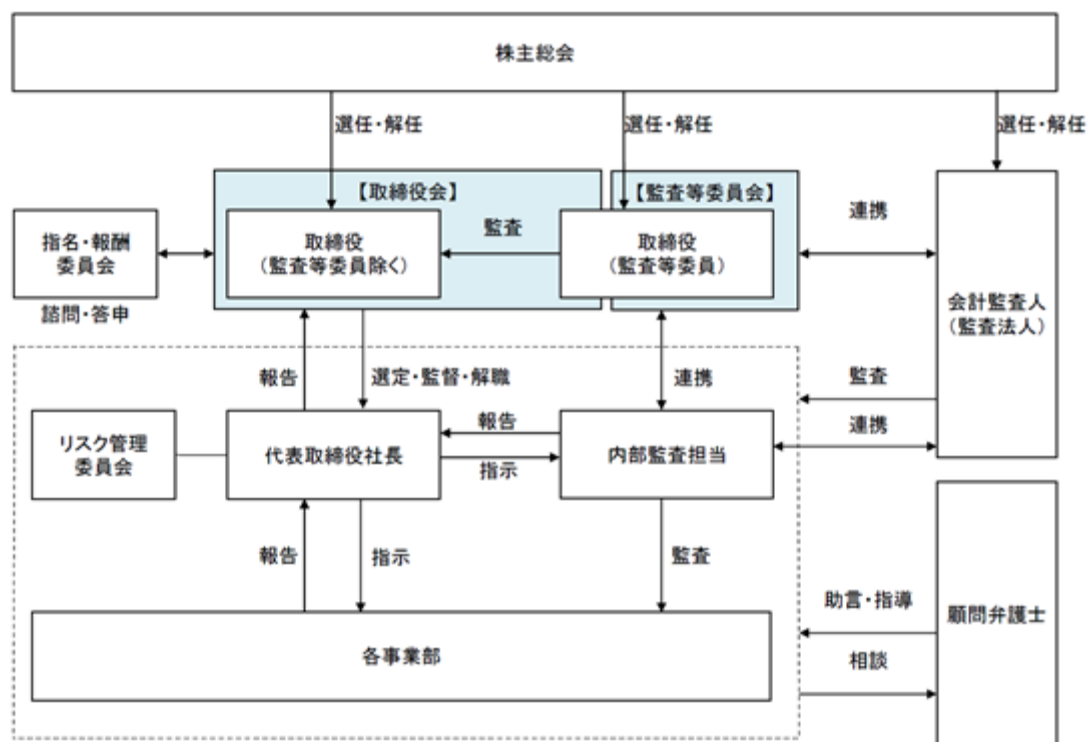 株主総会
選任・解任
選任・解任
選任・解任
【取締役会】
【監査等委員会】
指名・報酬
委員会
諮問・答申
取締役
（監査等委員除く）
監査
取締役
（監査等委員）
連携
会計監査人
（監査法人）
報告
選定・監督・解職
連携
監査
連携
リスク管理
委員会
代表取締役社長
報告
指示
内部監査担当
報告
指示
監査
各事業部
助言・指導
相談
顧問弁護士